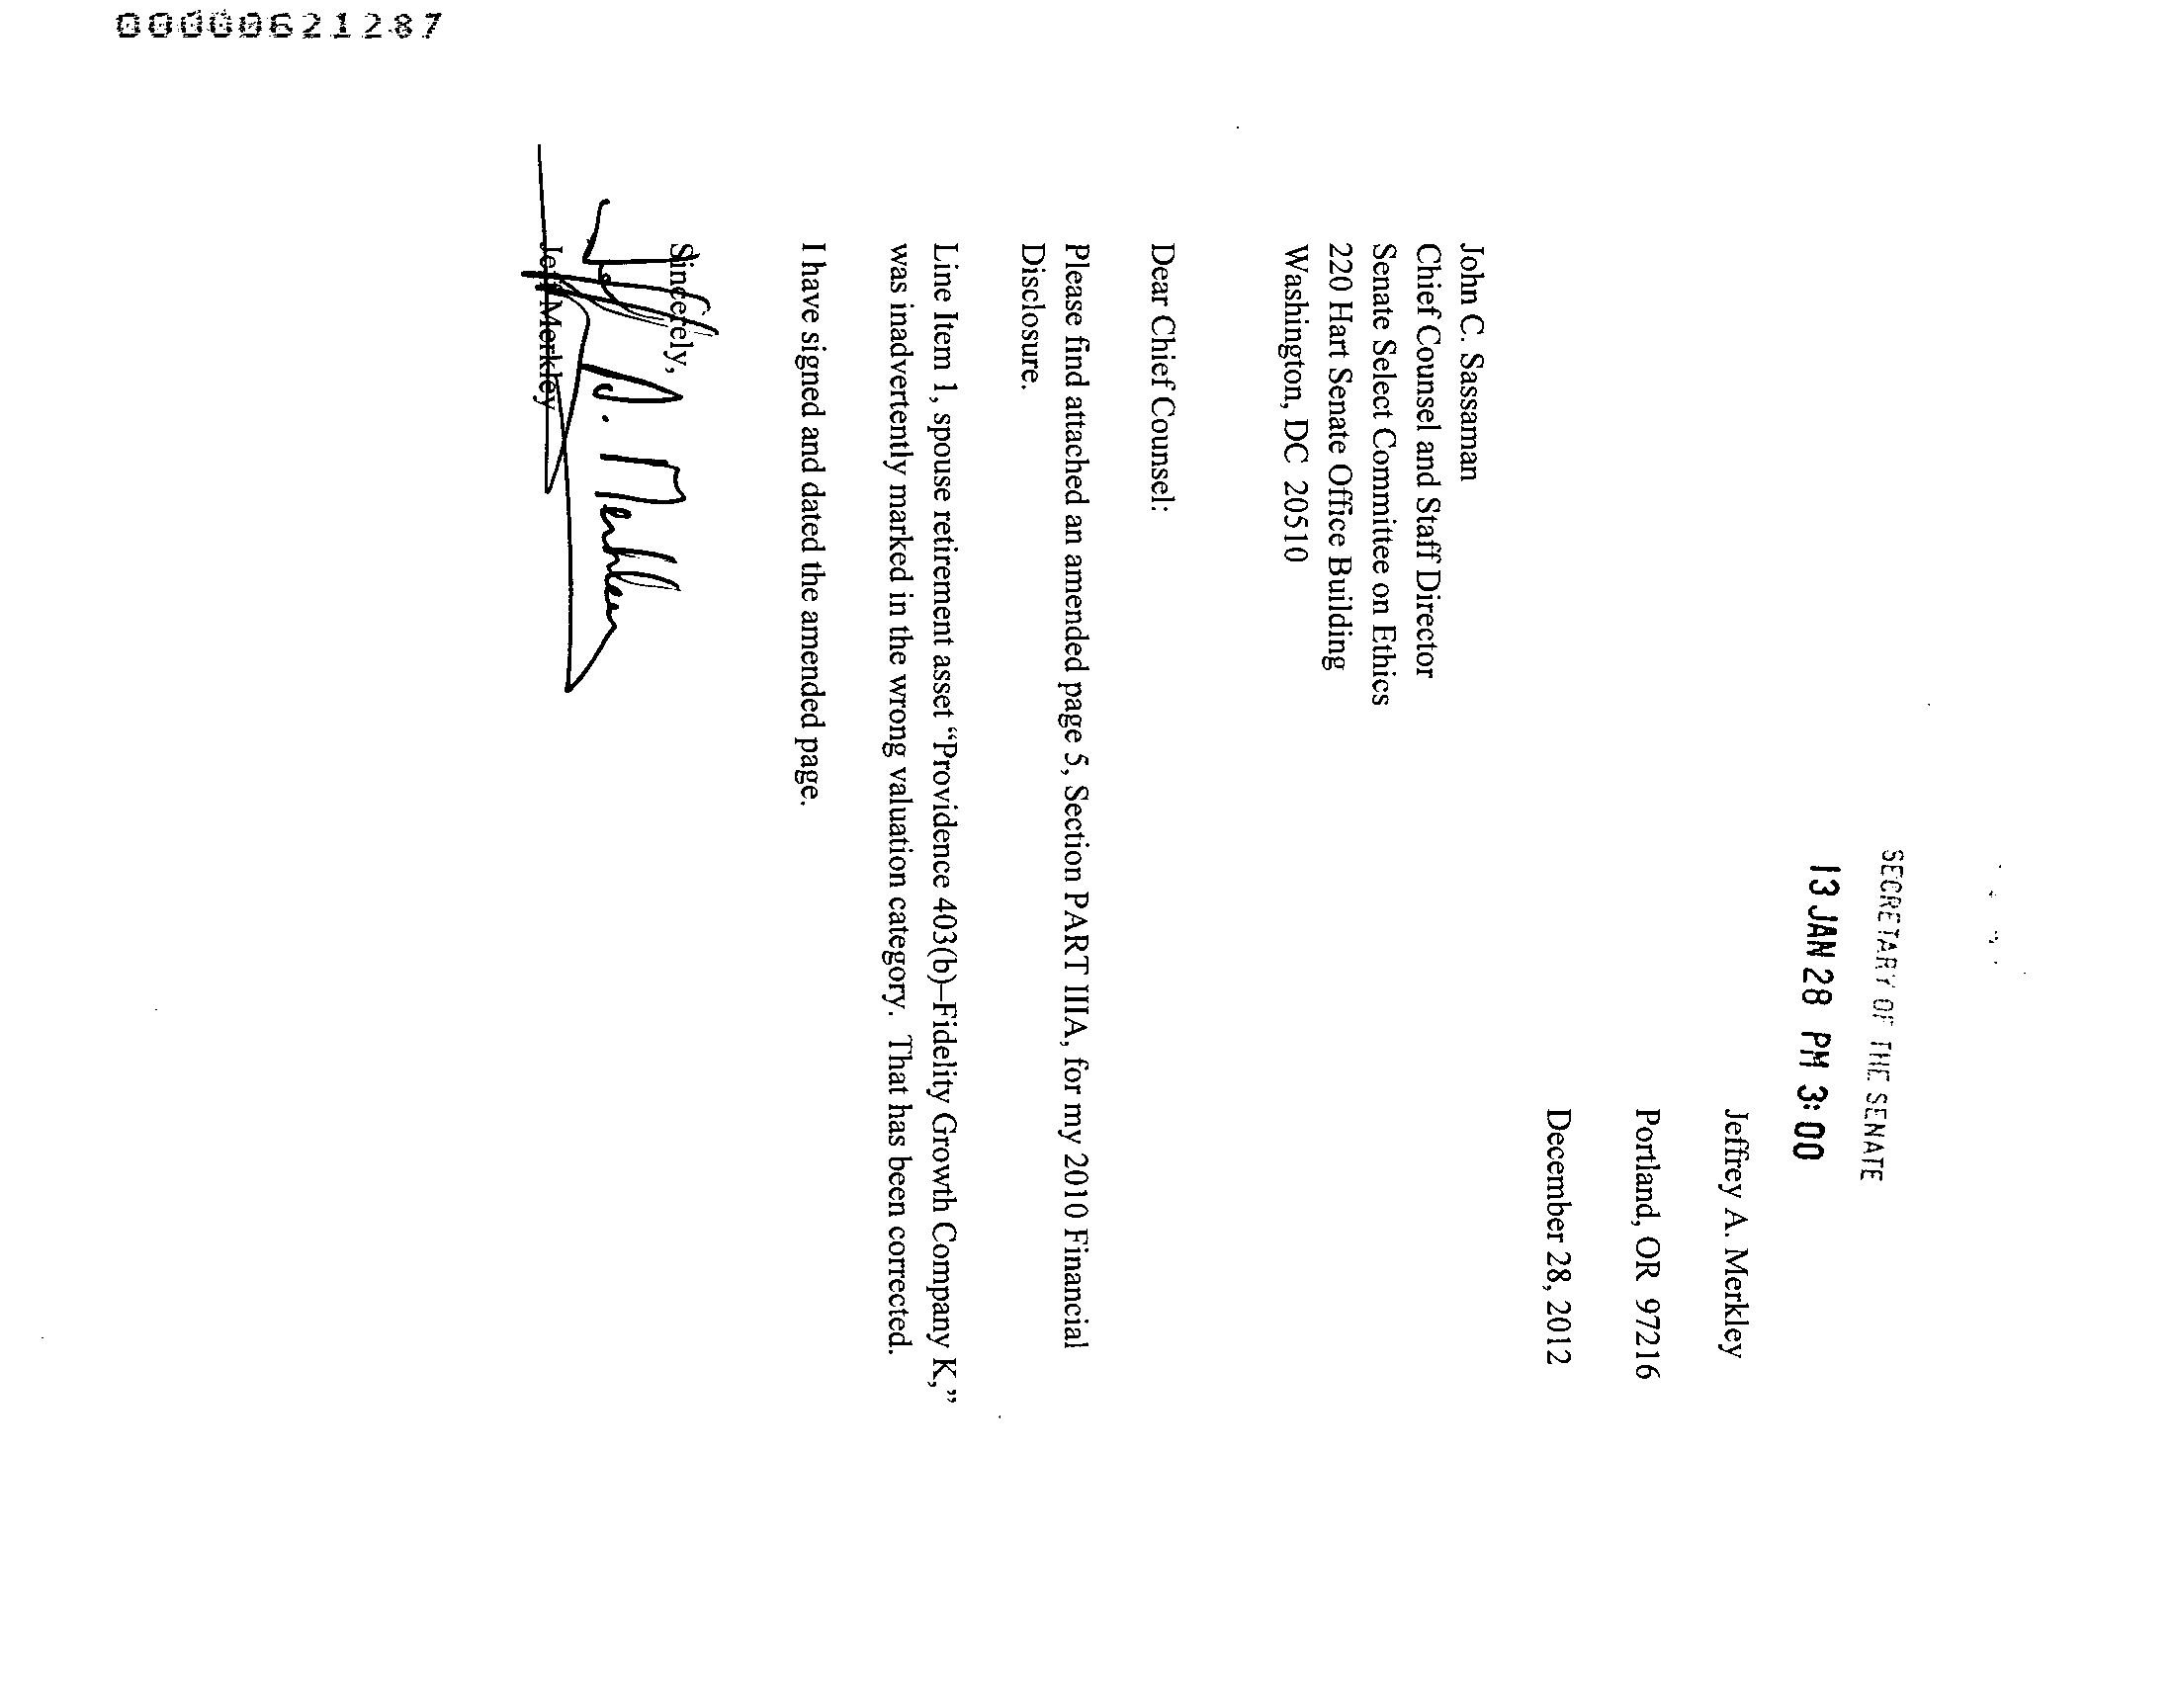 00000621287
SECRETARY OF THE SENATE
13 JAN 28 PM 3:00
Jeffrey A. Merkley
Portland, OR 97216
December 28, 2012
John C. Sassaman
Chief Counsel and Staff Director
Senate Select Committee on Ethics
220 Hart Senate Office Building
Washington, DC 20510
Dear Chief Counsel:
Please find attached an amended page 5, Section PART IIIA, for my 2010 Financial
Disclosure.
Line Item 1, spouse retirement asset “Providence 403(b)–Fidelity Growth Company K,”
was inadvertently marked in the wrong valuation category. That has been corrected.
I have signed and dated the amended page.
Sincerely,
Jeff A. Merkley
Jeff Merkley